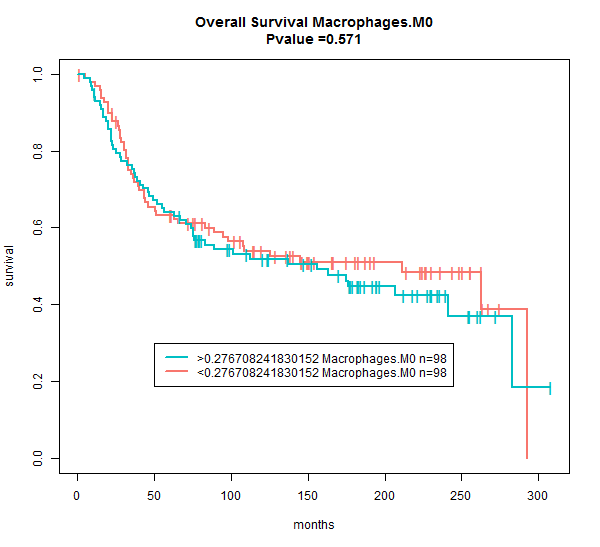 Overall Survival Macrophages.M0
Pvalue =0.571
survival
1.0
0.8
0.6
0.4
0.2
0.0
>0.276708241830152 Macrophages.M0 n=98
<0.276708241830152 Macrophages.M0 n=98
0 50 100 150 200 250 300
months